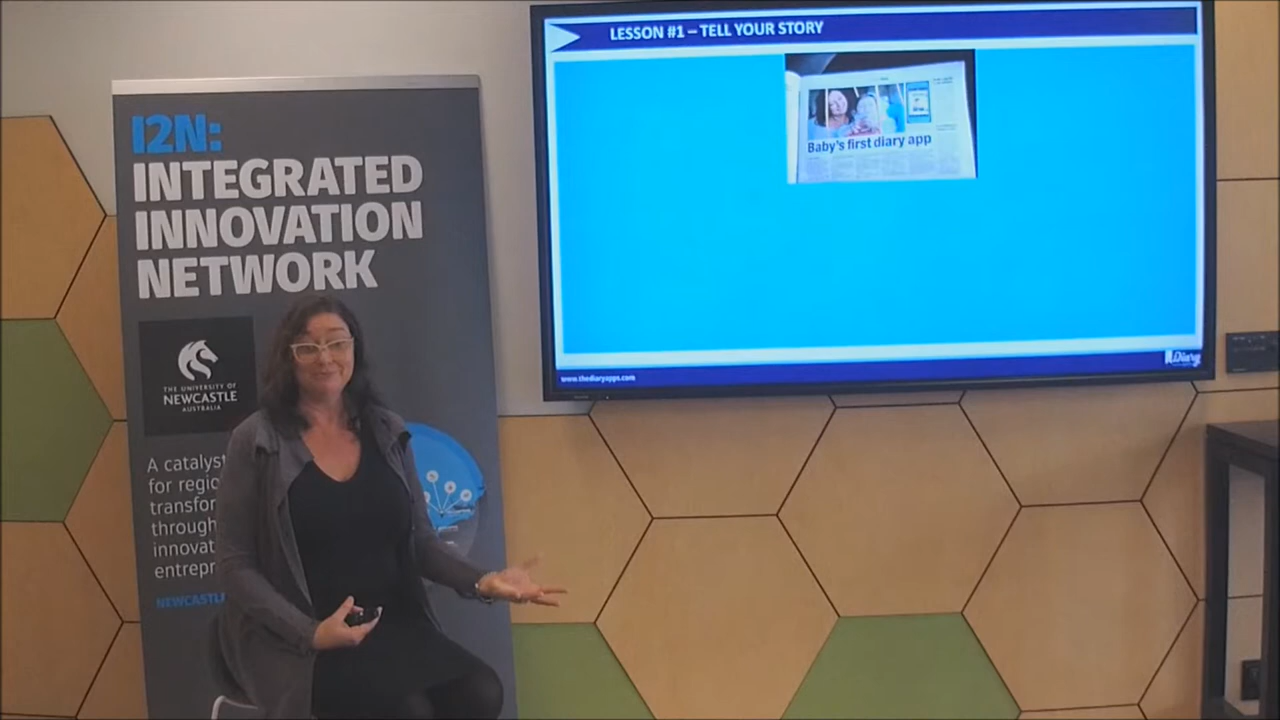 I2N:
INTEGRATED
INNOVATION
NETWORK
THE UNIVERSITY OF
NEWCASTLE
AUSTRALIA
A catalyst
for regio
transfor
through
innovat
entrepr
NEWCASTLE
LESSON #1 – TELL YOUR STORY
Baby's first diary app
www.thediaryapps.com
Diary